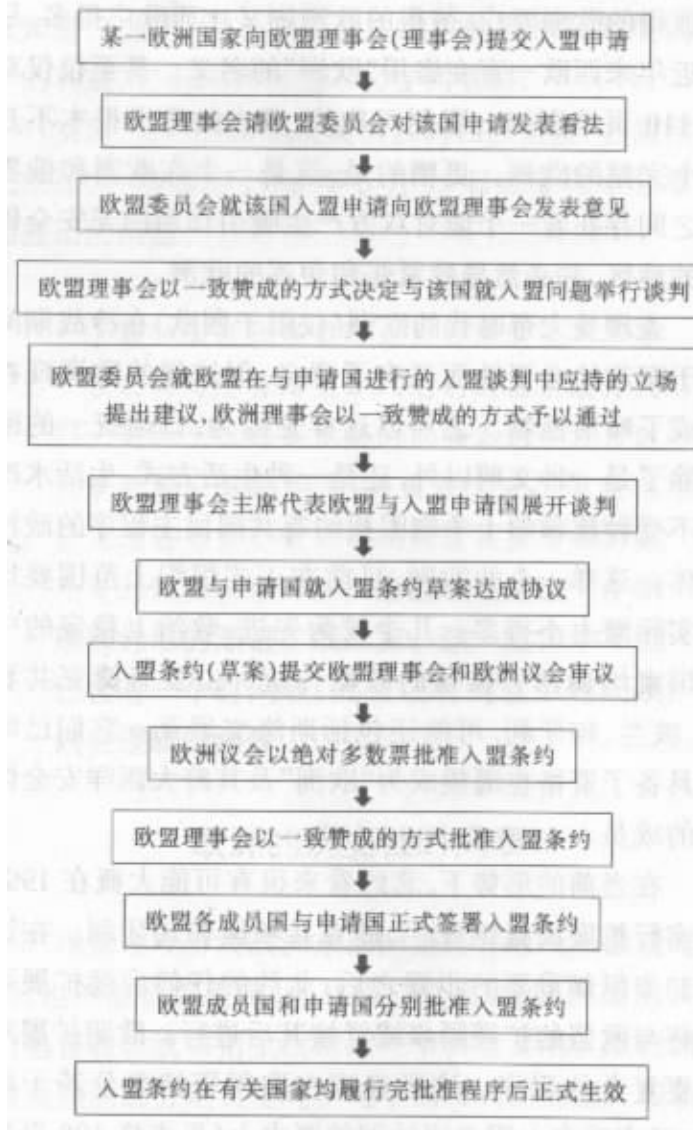 某一欧洲国家向欧盟理事会(理事会)提交入盟申请
欧盟理事会请欧盟委员会对该国申请发表看法
欧盟委员会就该国入盟申请向欧盟理事会发表意见
欧盟理事会以一致赞成的方式决定与该国就入盟问题举行谈判
欧盟委员会就欧盟在与申请国进行的入盟谈判中应持的立场
提出建议,欧洲理事会以一致赞成的方式予以通过
欧盟理事会主席代表欧盟与入盟申请国展开谈判
欧盟与申请国就入盟条约草案达成协议
入盟条约(草案)提交欧盟理事会和欧洲议会审议
欧洲议会以绝对多数票批准入盟条约
欧盟理事会以一致赞成的方式批准入盟条约
欧盟各成员国与申请国正式签署入盟条约
欧盟成员国和申请国分别批准入盟条约
入盟条约在有关国家均履行完批准程序后正式生效